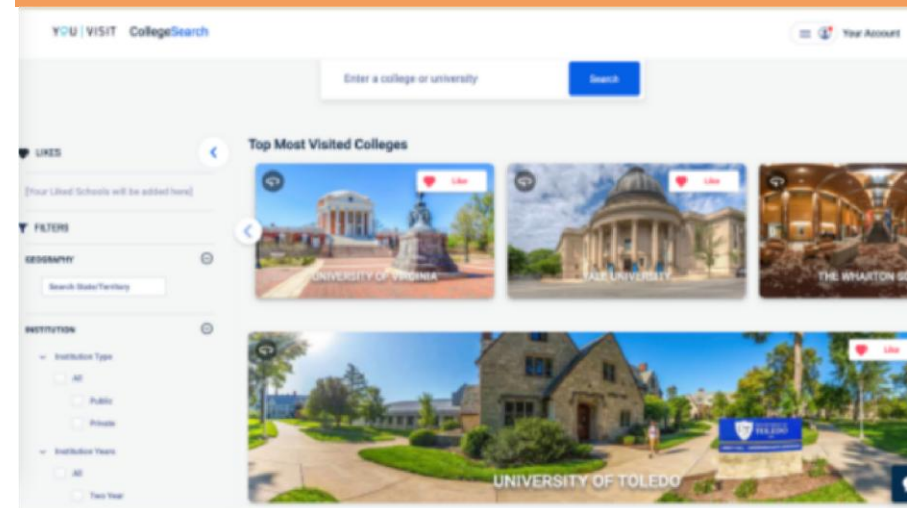 YOU VISIT CollegeSearch
Your Account
Enter a college or university
Search
LIKES
[Your Liked Schools will be added here]
FILTERS
GEOGRAPHY
Search State/Territory
INSTITUTION
Institution Type
All
Public
Private
Institution Years
All
Two Year
Top Most Visited Colleges
Like
UNIVERSITY OF VIRGINIA
Like
YALE UNIVERSITY
THE WHARTON
Like
TOLEDO
UNIVERSITY OF TOLEDO